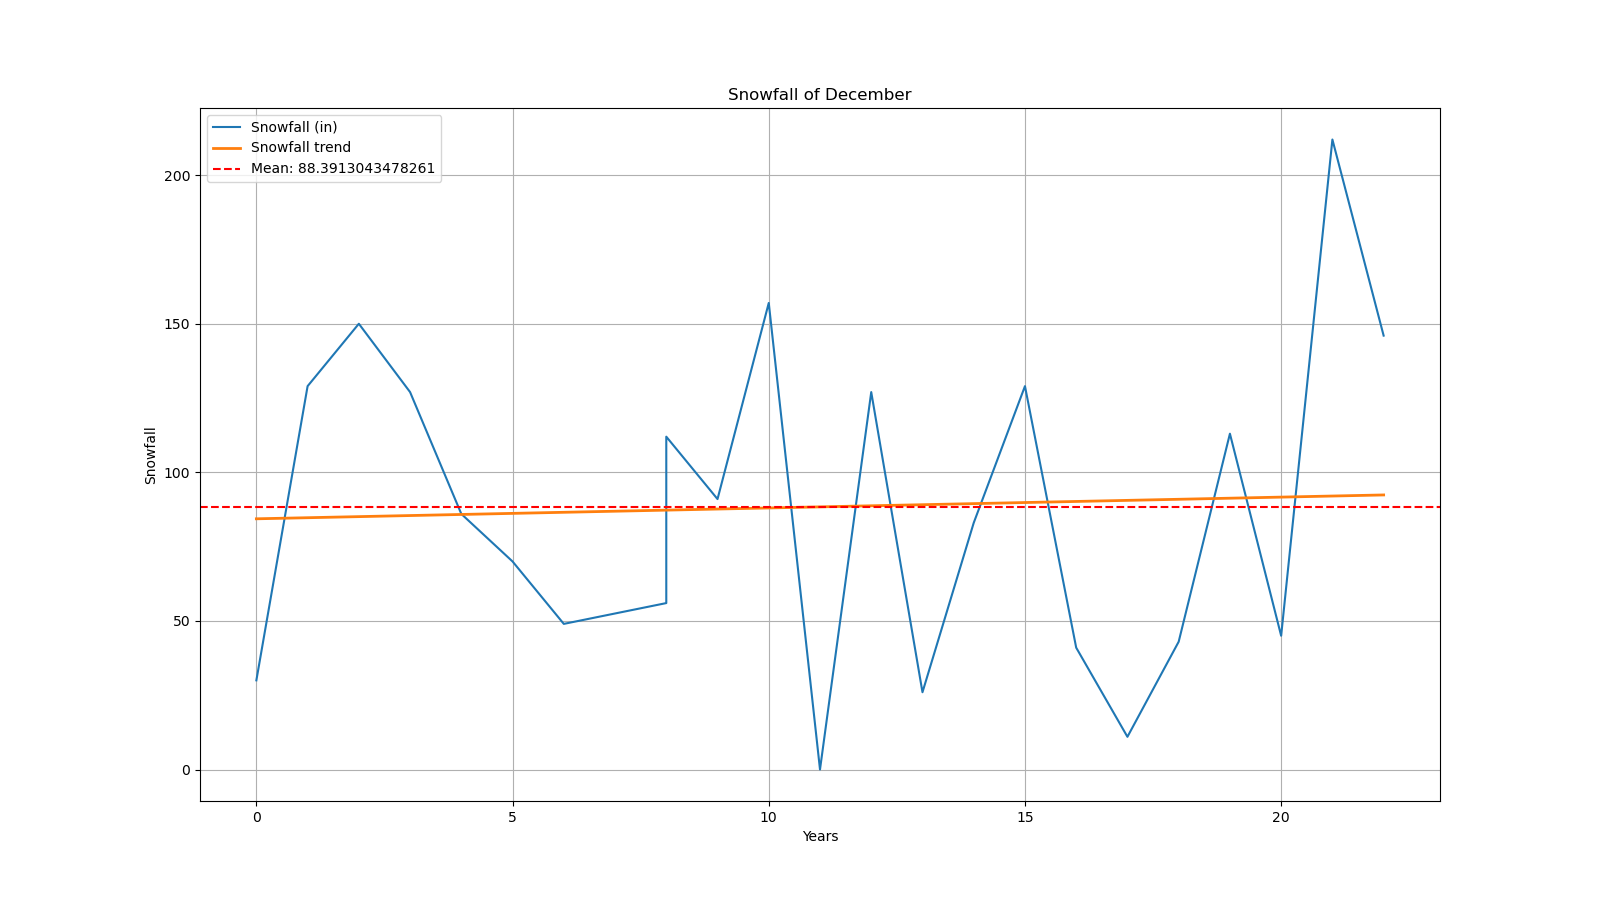 Snowfall of December
Snowfall (in)
Snowfall trend
Mean: 88.3913043478261
200
150
100
50
0
Snowfall
0 5 10 15 20
Years